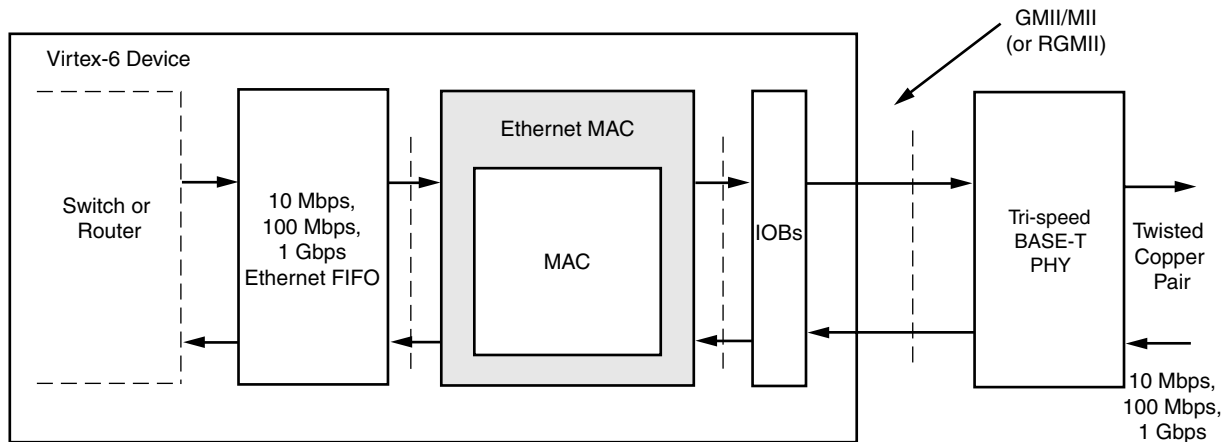 GMII/MII
(or RGMII)
Virtex-6 Device
Switch or
Router
10 Mbps,
100 Mbps,
1 Gbps
Ethernet FIFO
Ethernet MAC
MAC
IOBs
Tri-speed
BASE-T
PHY
Twisted
Copper
Pair
10 Mbps,
100 Mbps,
1 Gbps